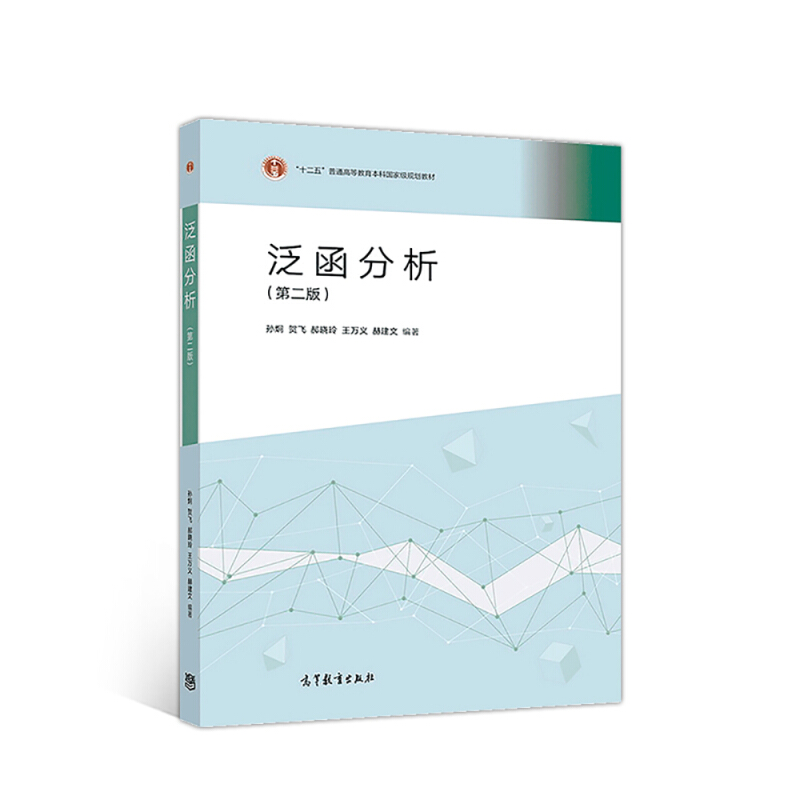 “十二五”普通高等教育本科国家级规划教材
泛函分析
(第二版)
孙炯 贺飞 郝晓玲 王万义 赫建文 编著
高等教育出版社
泛函分析
(第二版)
孙炯 贺飞 郝晓玲 王万义 赫建文 编著